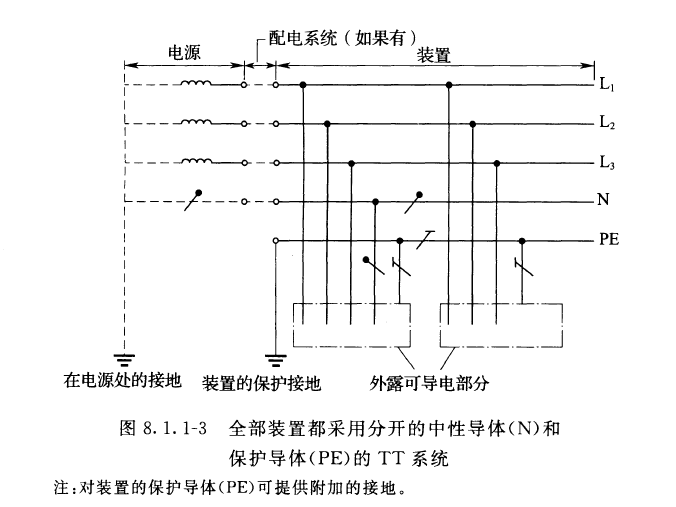 配电系统(如果有)
电源
装置
L₁
L₂
L₃
N
PE
在电源处的接地 装置的保护接地 外露可导电部分
图 8.1.1-3 全部装置都采用分开的中性导体(N)和
保护导体(PE)的 TT 系统
注:对装置的保护导体(PE)可提供附加的接地。